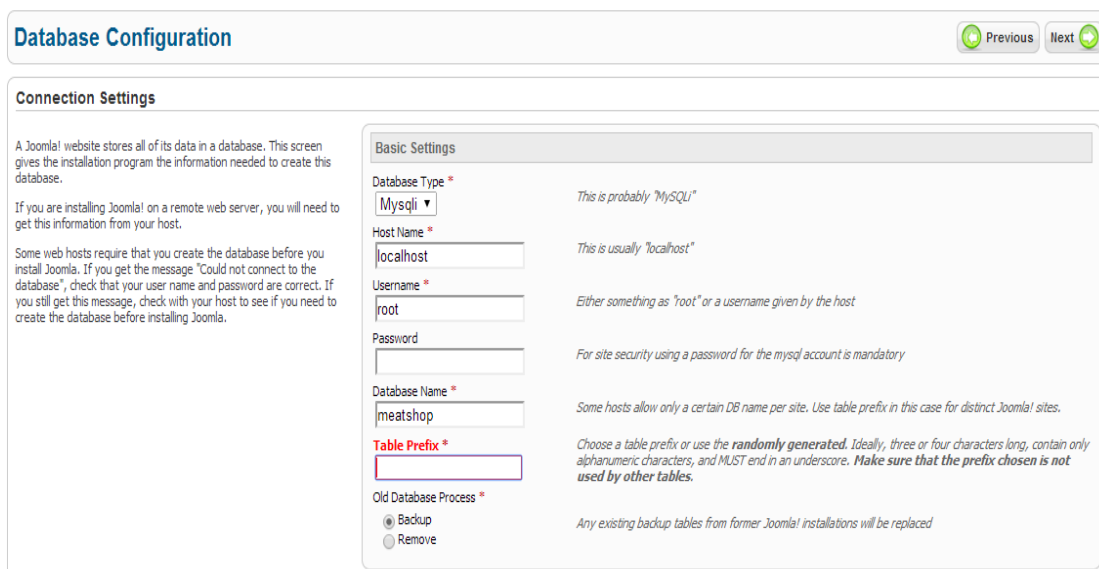 Database Configuration
Previous
Next
Connection Settings
A Joomla! website stores all of its data in a database. This screen
gives the installation program the information needed to create this
database.
If you are installing Joomla! on a remote web server, you will need to
get this information from your host.
Some web hosts require that you create the database before you
install Joomla. If you get the message "Could not connect to the
database", check that your user name and password are correct. If
you still get this message, check with your host to see if you need to
create the database before installing Joomla.
Basic Settings
Database Type *
Mysqli
This is probably "MySQLi"
Host Name *
localhost
This is usually "localhost"
Username *
root
Either something as "root" or a username given by the host
Password
For site security using a password for the mysql account is mandatory
Database Name *
meatshop
Some hosts allow only a certain DB name per site. Use table prefix in this case for distinct Joomla! sites.
Table Prefix *
Choose a table prefix or use the randomly generated. Ideally, three or four characters long, contain only
alphanumeric characters, and MUST end in an underscore. Make sure that the prefix chosen is not
used by other tables.
Old Database Process *
Backup
Remove
Any existing backup tables from former Joomla! installations will be replaced